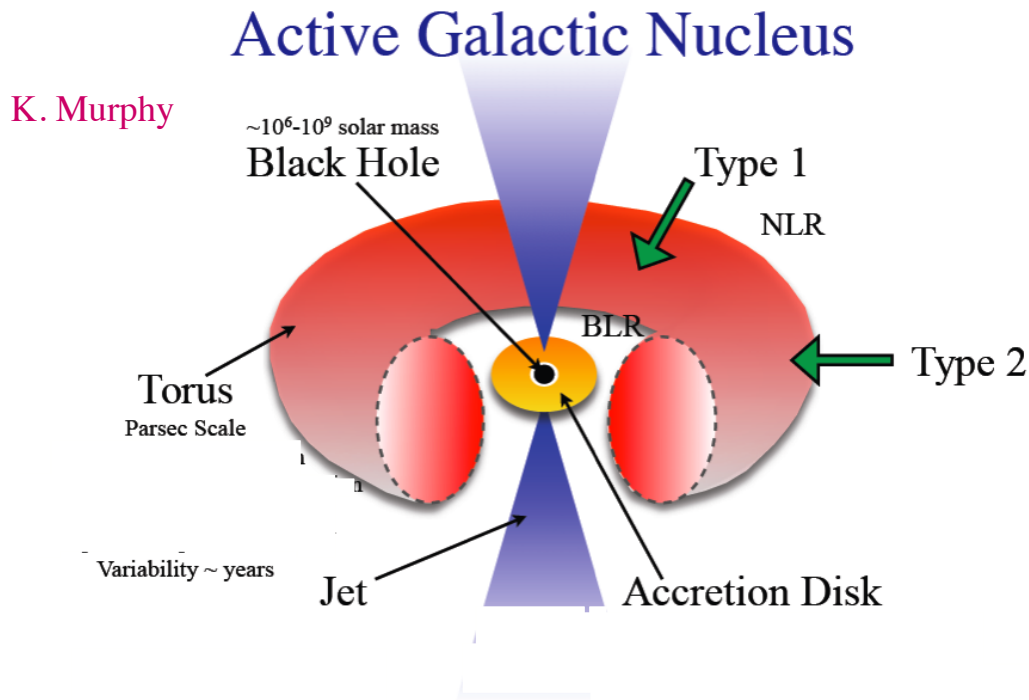 Active Galactic Nucleus
K. Murphy
~10⁶-10⁹ solar mass
Black Hole
Type 1
NLR
BLR
Type 2
Torus
Parsec Scale
Variability ~ years
Jet
Accretion Disk